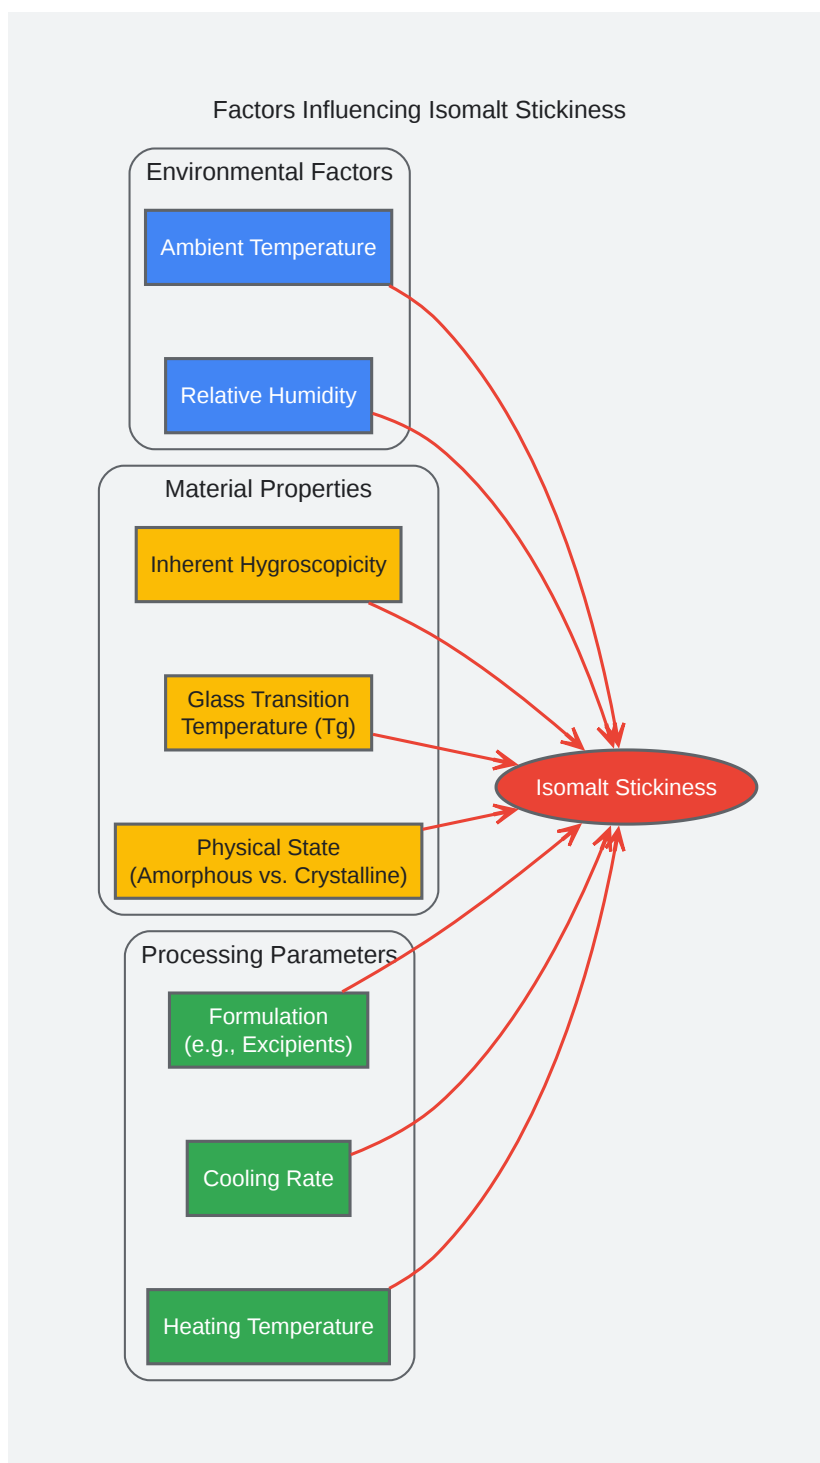 Factors Influencing Isomalt Stickiness
Environmental Factors
Ambient Temperature
Relative Humidity
Material Properties
Inherent Hygroscopicity
Glass Transition
Temperature (Tg)
Isomalt Stickiness
Physical State
(Amorphous vs. Crystalline)
Processing Parameters
Formulation
(e.g., Excipients)
Cooling Rate
Heating Temperature